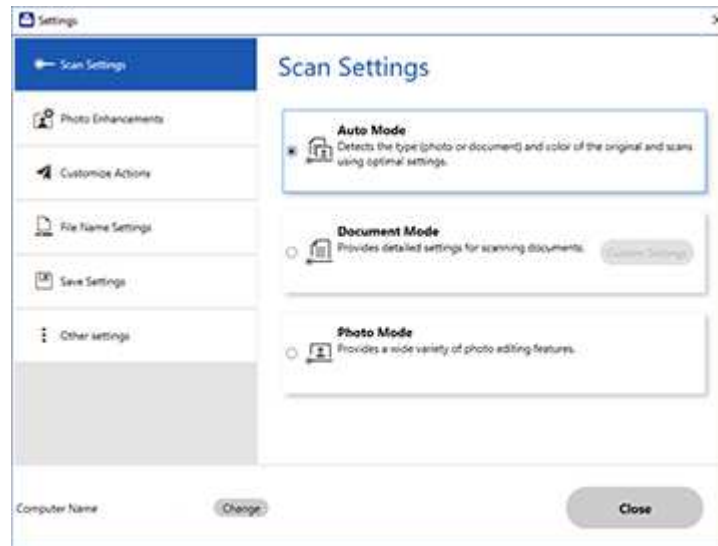 Settings
Scan Settings
Photo Enhancements
Customize Actions
File Name Settings
Save Settings
Other settings
Scan Settings
Auto Mode
Detects the type (photo or document) and color of the original and scans
using optimal settings.
Document Mode
Provides detailed settings for scanning documents.
Custom Settings
Photo Mode
Provides a wide variety of photo editing features.
Computer Name
Change
Close